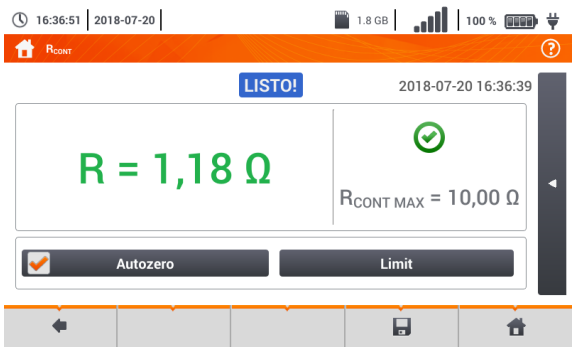 16:36:51 2018-07-20 1.8 GB 100 %
RCONT ?
LISTO! 2018-07-20 16:36:39
R = 1,18 Ω
RCONT MAX = 10,00 Ω
Autozero Limit